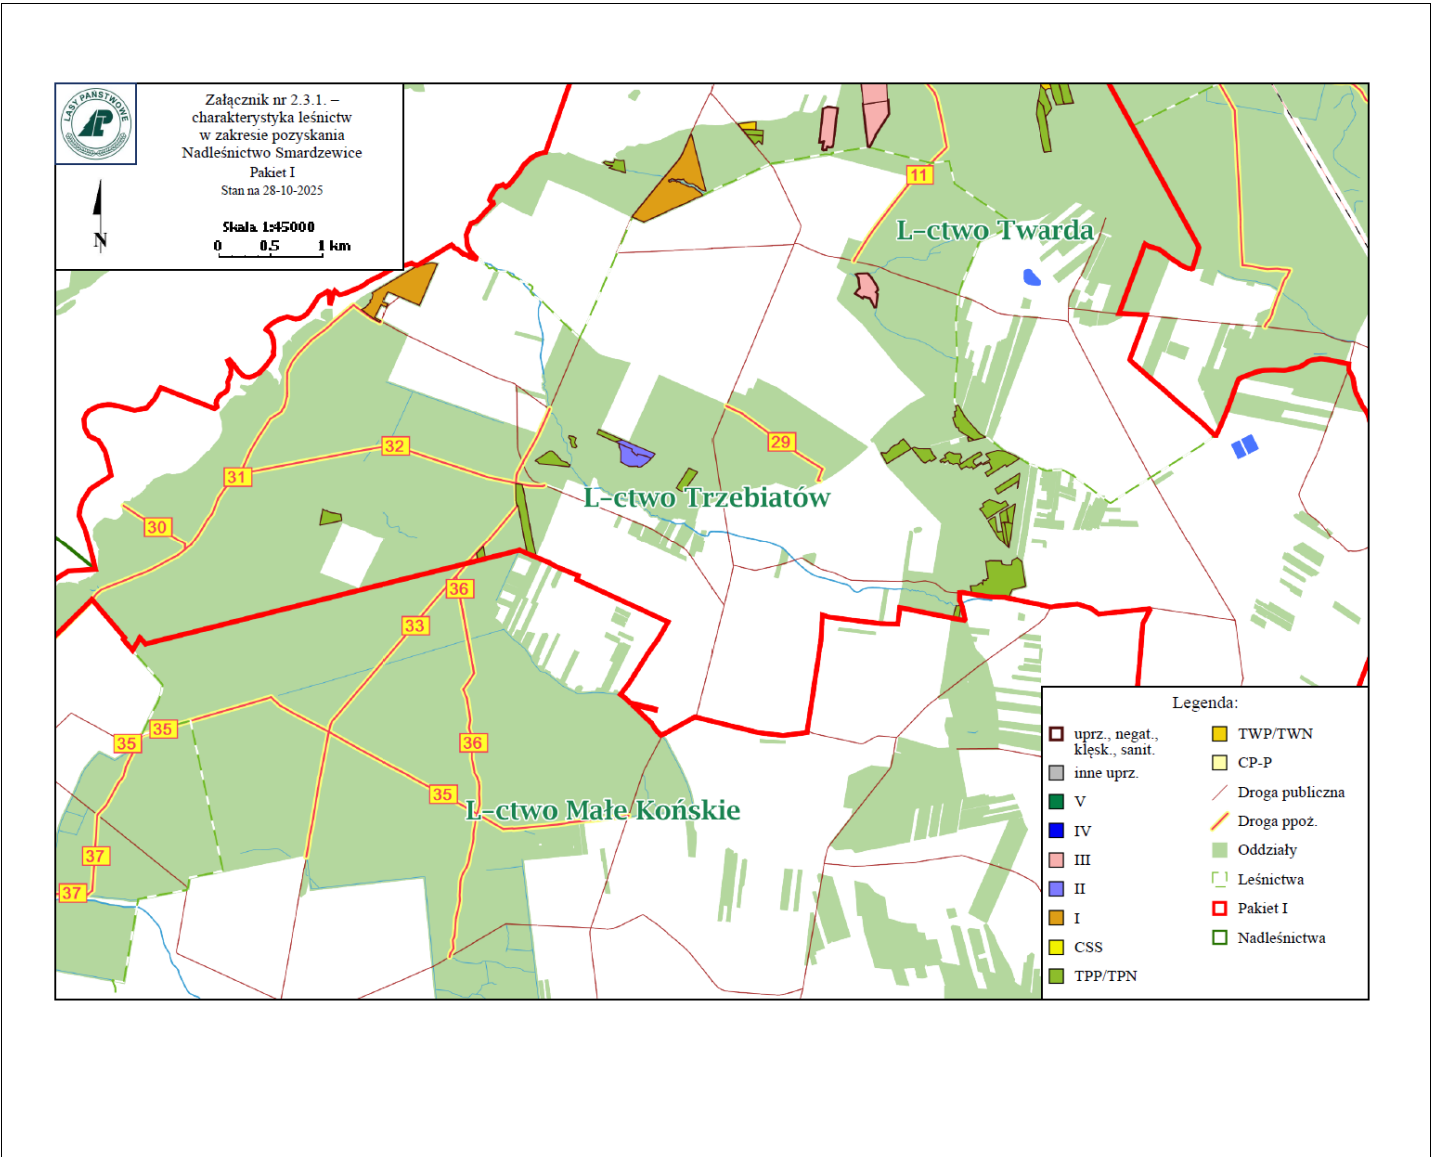 LASY PAŃSTWOWE
Załącznik nr 2.3.1. –
charakterystyka leśnictw
w zakresie pozyskania
Nadleśnictwo Smardzewice
Pakiet I
Stan na 28-10-2025
Skala 1:45000
0 0.5 1 km
N
11
L-ctwo Twarda
29
32
31
L-ctwo Trzebiatów
30
36
33
35
35
36
35
L-ctwo Małe Końskie
37
37
Legenda:
uprz., negat.,
klęsk., sanit.
inne uprz.
V
IV
III
II
I
CSS
TPP/TPN
TWP/TWN
CP-P
Droga publiczna
Droga ppoż.
Oddziały
Leśnictwa
Pakiet I
Nadleśnictwa